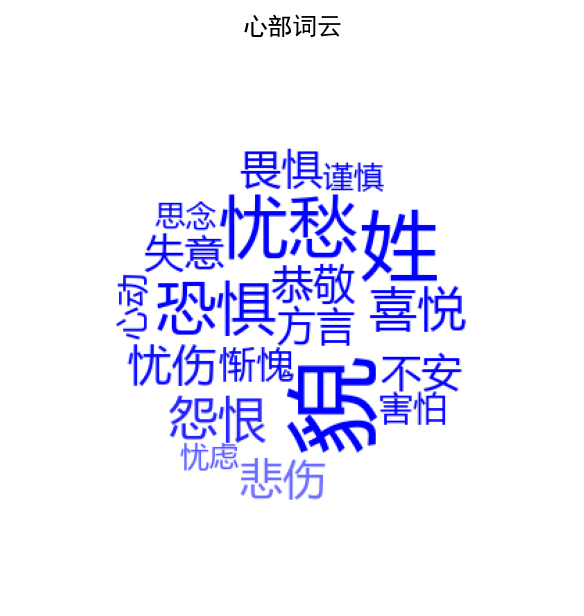 心部词云
畏惧
谨慎
思念
忧愁
姓
失意
恭敬
心动
恐惧
方言
喜悦
忧伤
惭愧
貌
不安
害怕
怨恨
忧虑
悲伤